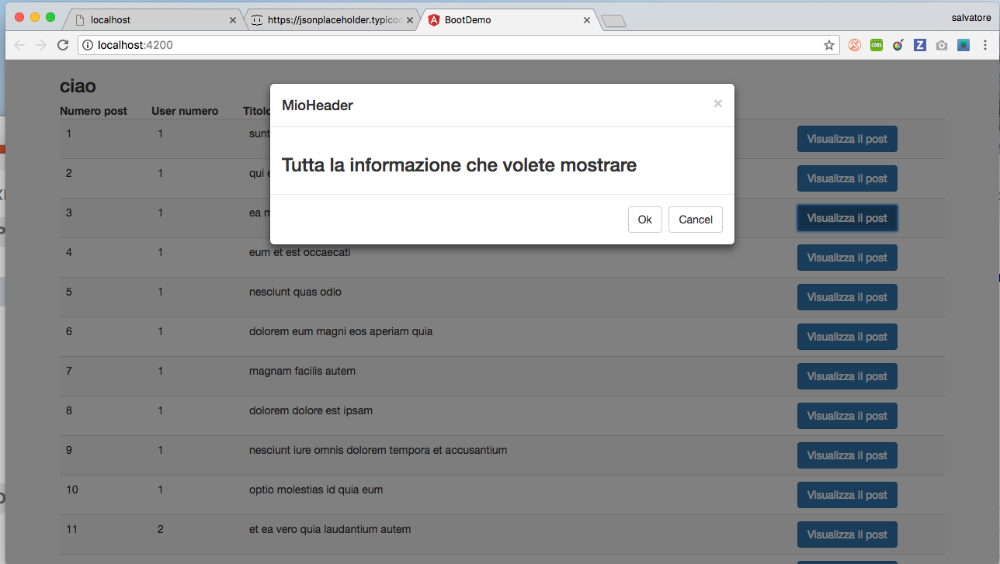 localhost
https://jsonplaceholder.typicoc
BootDemo
salvatore
localhost:4200
CORS
Z
ciao
MioHeader
×
Tutta la informazione che volete mostrare
Ok
Cancel
Numero post User numero Titolo
1 1 sunt Visualizza il post
2 1 qui e Visualizza il post
3 1 ea m Visualizza il post
4 1 eum et est occaecati Visualizza il post
5 1 nesciunt quas odio Visualizza il post
6 1 dolorem eum magni eos aperiam quia Visualizza il post
7 1 magnam facilis autem Visualizza il post
8 1 dolorem dolore est ipsam Visualizza il post
9 1 nesciunt iure omnis dolorem tempora et accusantium Visualizza il post
10 1 optio molestias id quia eum Visualizza il post
11 2 et ea vero quia laudantium autem Visualizza il post